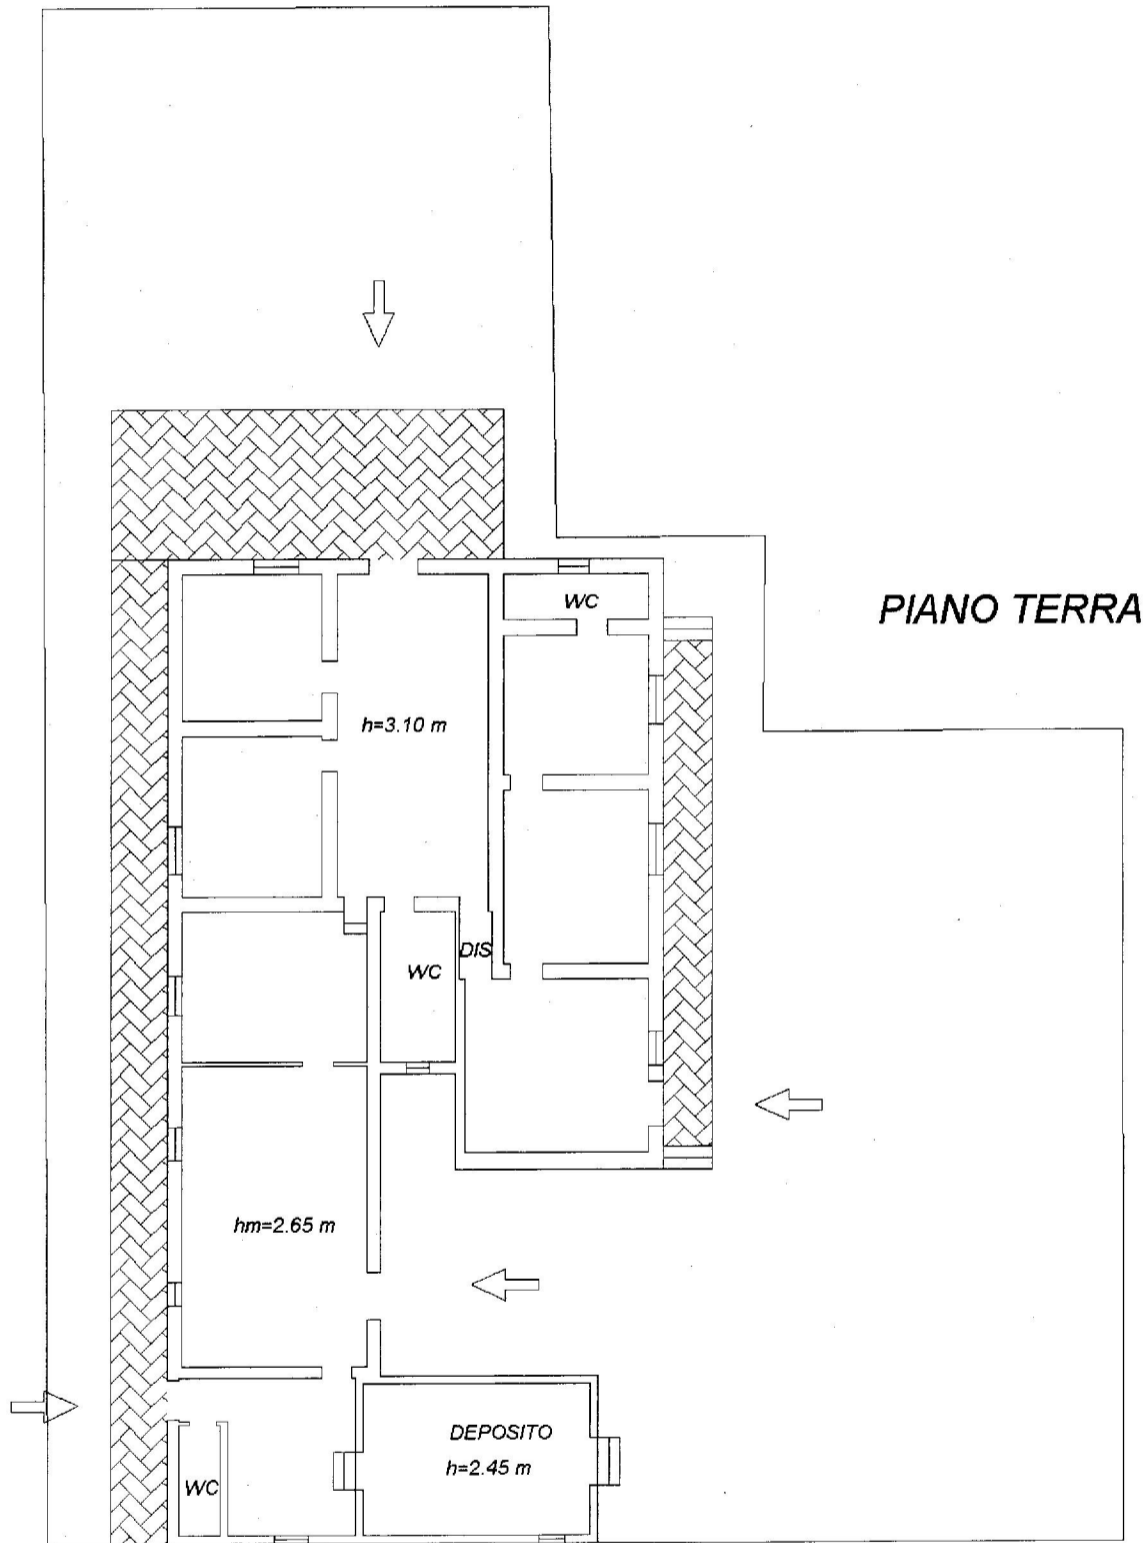 WC
PIANO TERRA
h=3.10 m
DIS
WC
hm=2.65 m
DEPOSITO
h=2.45 m
WC